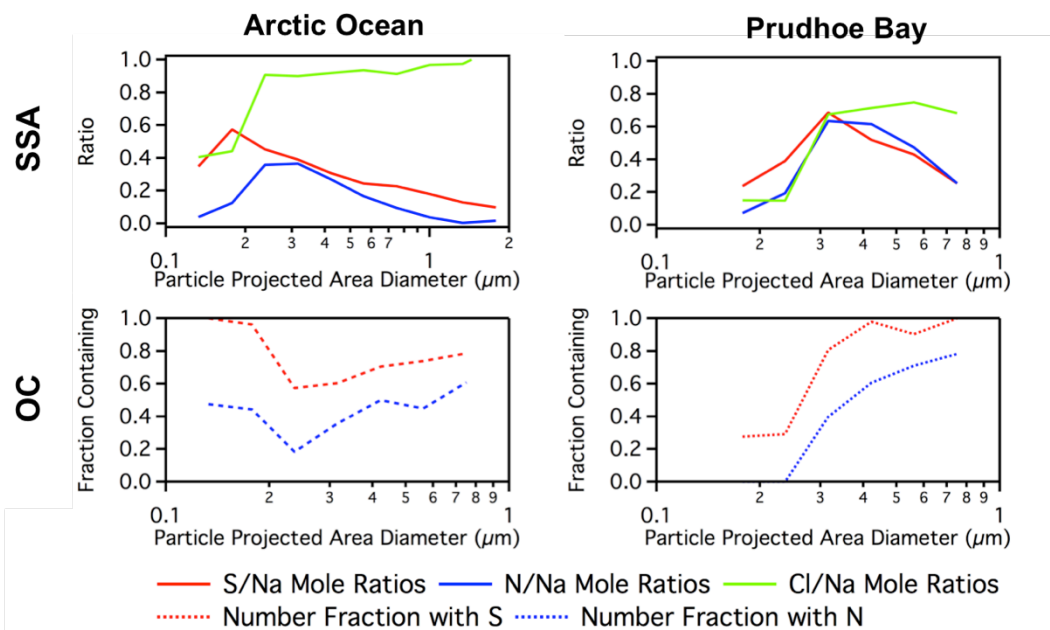 Arctic Ocean
Prudhoe Bay
SSA
Ratio
1.0
0.8
0.6
0.4
0.2
0.0
2 3 4 5 6 7 2
0.1 1
Particle Projected Area Diameter (µm)
Ratio
1.0
0.8
0.6
0.4
0.2
0.0
2 3 4 5 6 7 8 9
0.1 1
Particle Projected Area Diameter (µm)
OC
Fraction Containing
1.0
0.8
0.6
0.4
0.2
0.0
2 3 4 5 6 7 8 9
0.1 1
Particle Projected Area Diameter (µm)
Fraction Containing
1.0
0.8
0.6
0.4
0.2
0.0
2 3 4 5 6 7 8 9
0.1 1
Particle Projected Area Diameter (µm)
S/Na Mole Ratios N/Na Mole Ratios Cl/Na Mole Ratios
Number Fraction with S Number Fraction with N